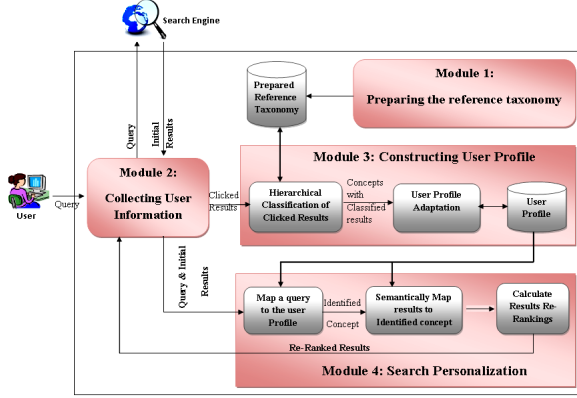 Search Engine
Module 1:
Preparing the reference taxonomy
Prepared
Reference
Taxonomy
Query
Initial
Results
Module 2:
Collecting User
Information
User
Query
Module 3: Constructing User Profile
Clicked
Results
Hierarchical
Classification of
Clicked Results
Concepts
with
Classified
results
User Profile
Adaptation
User
Profile
Query & Initial
Results
Map a query
to the user
Profile
Identified
Concept
Semantically Map
results to
Identified concept
Calculate
Results Re-
Rankings
Re-Ranked Results
Module 4: Search Personalization